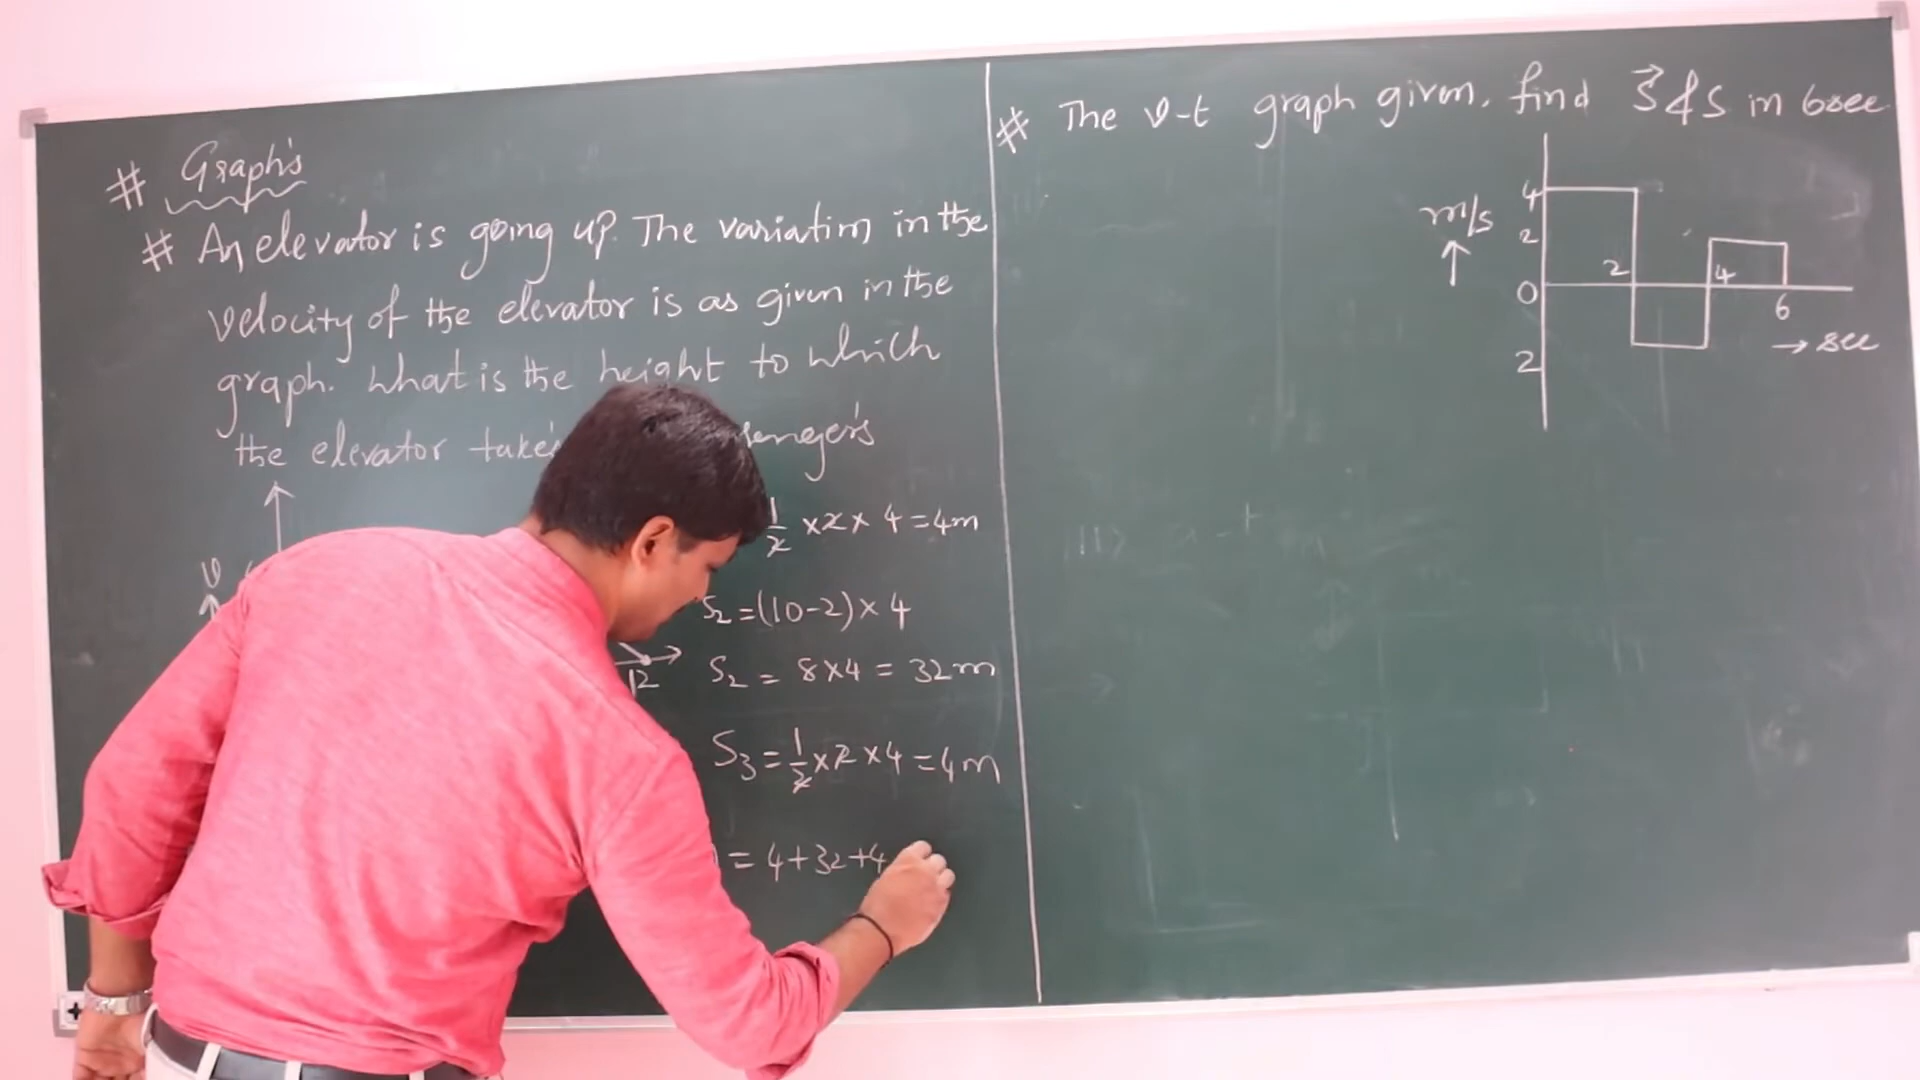 # Graph's
# An elevator is going up. The variation in the
velocity of the elevator is as given in the
graph. What is the height to which
the elevator take's
v
12
1/2 × 2 × 4 = 4m
S₂ = (10-2) × 4
S₂ = 8×4 = 32m
S₃ = 1/2 × 2 × 4 = 4m
= 4+32+4
# The v-t graph given, find S⃗ & S in 6sec
m/s
4
2
0
2
2
4
6
→ sec